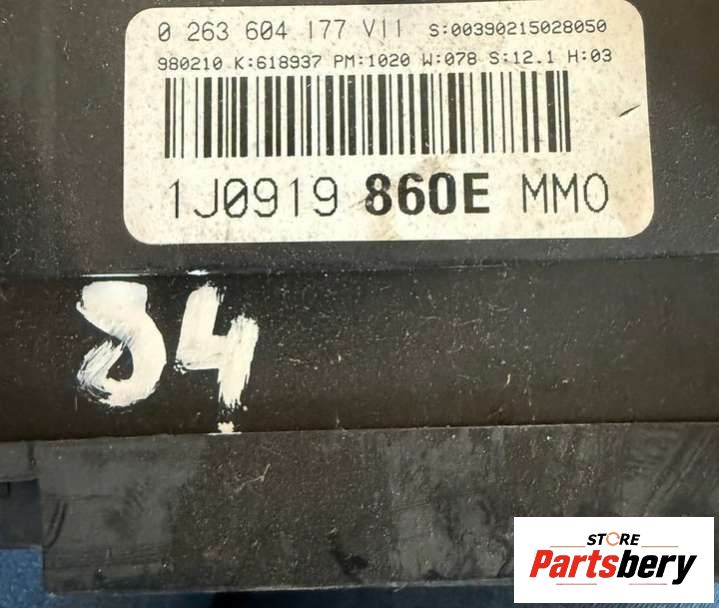 0 263 604 177 V11 S:00390215028050
980210 K:618937 PM:1020 W:078 S:12.1 H:03
1J0919 860E MMO
84
STORE
Partsbery